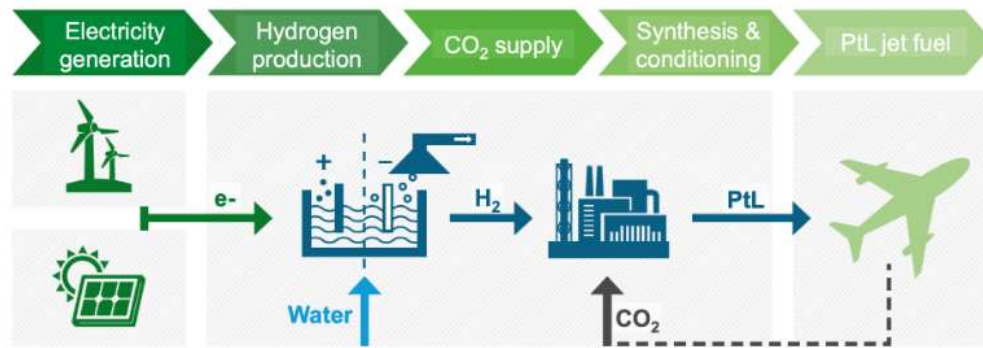 Electricity
generation
Hydrogen
production
CO₂ supply
Synthesis &
conditioning
PtL jet fuel
+
–
e-
H₂
PtL
Water
CO₂